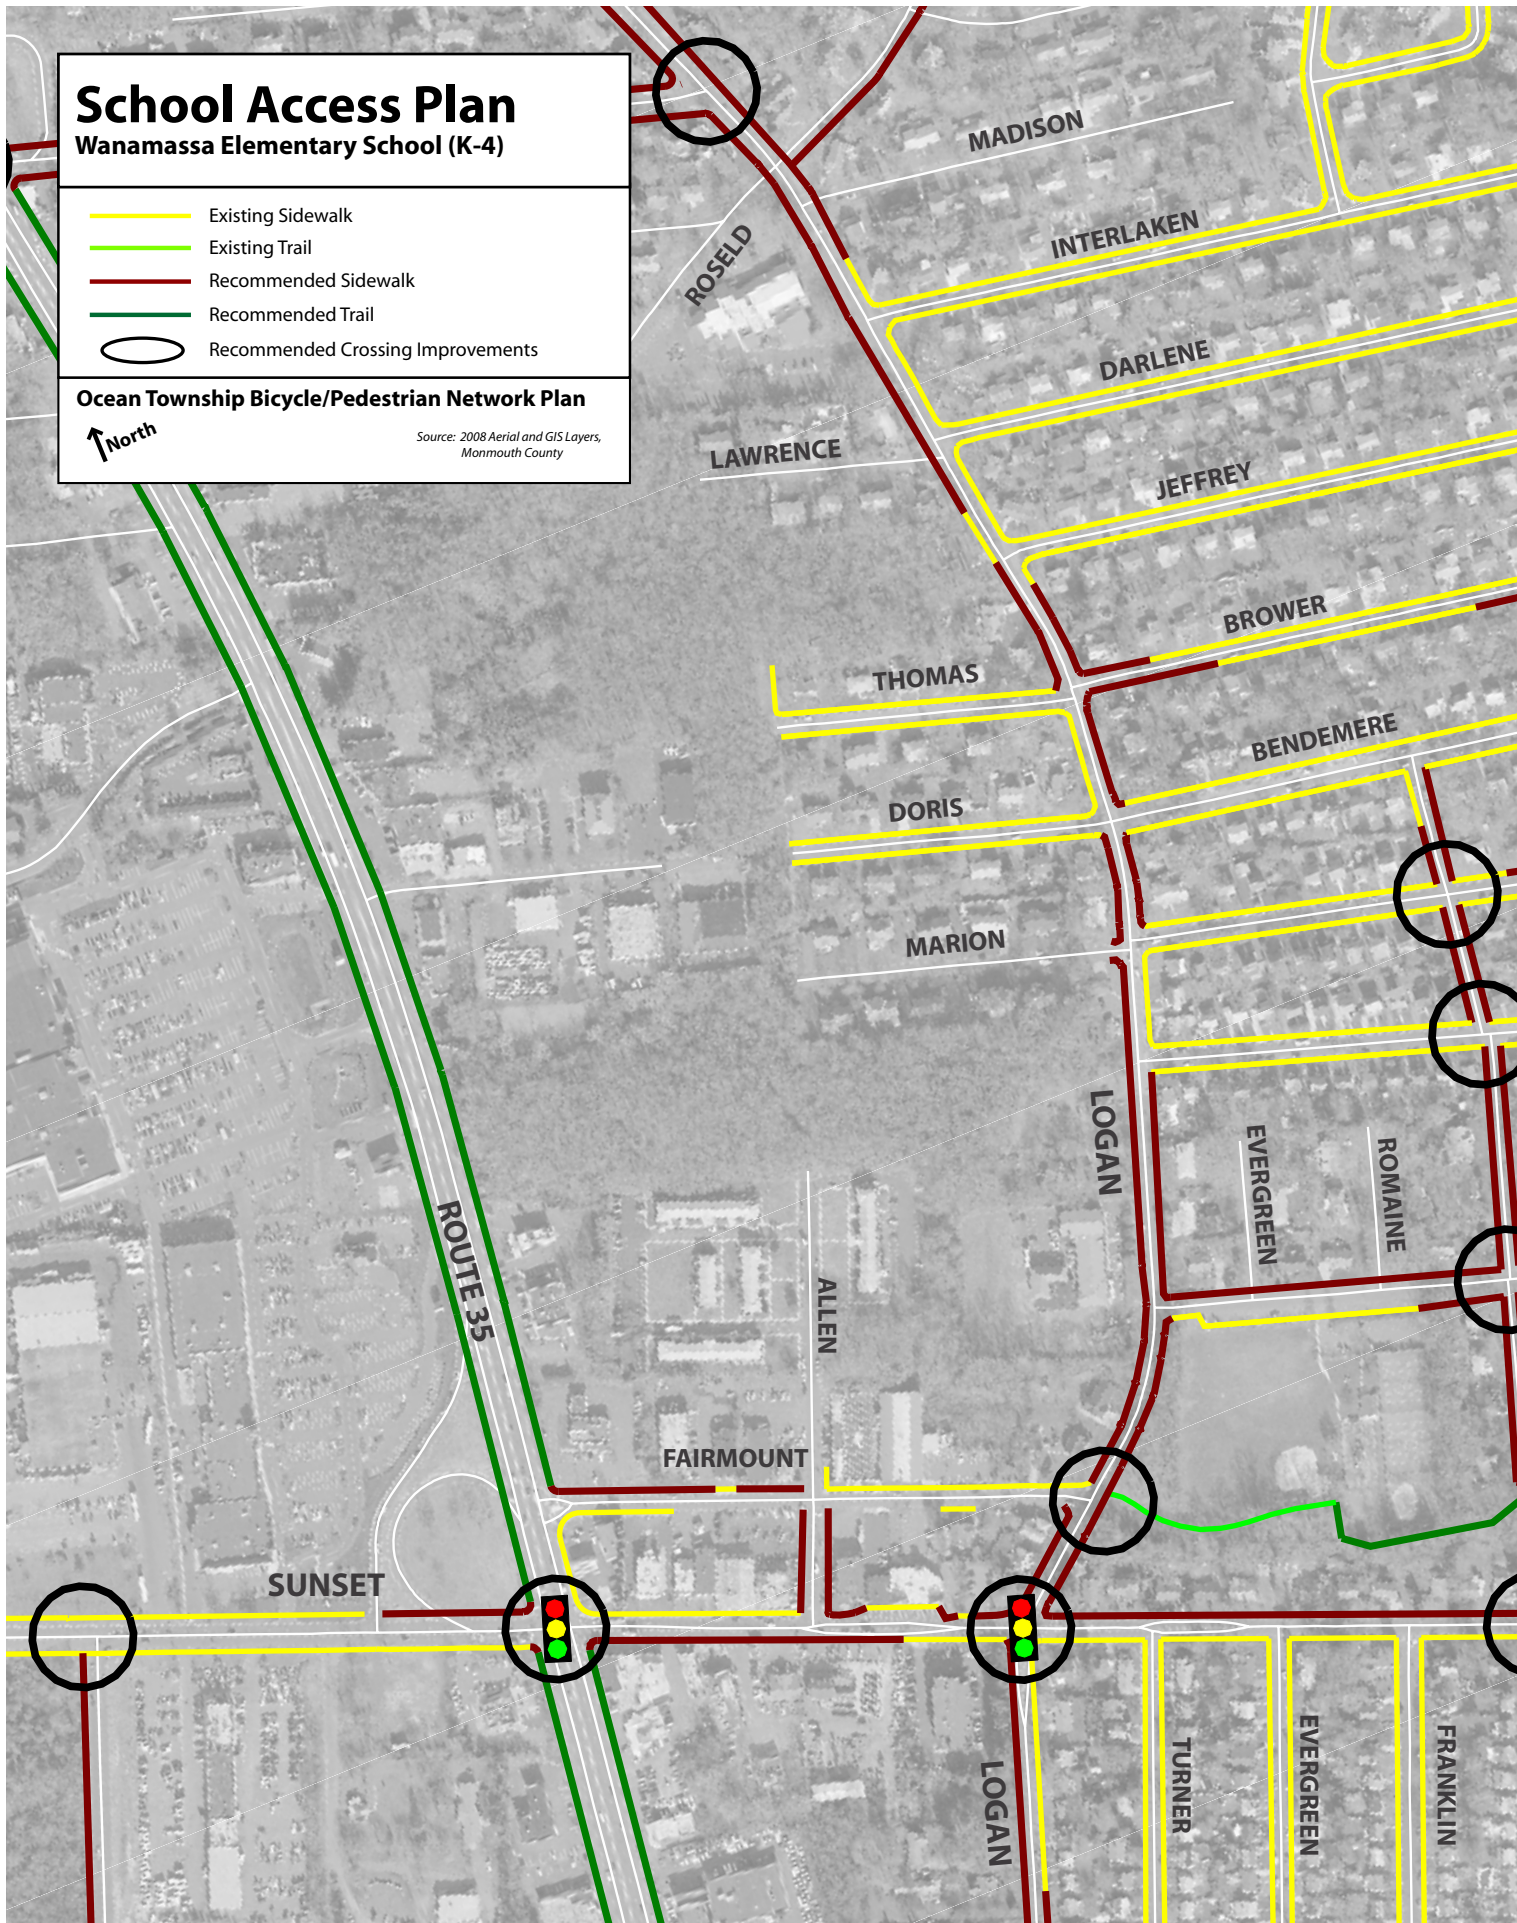 School Access Plan
Wanamassa Elementary School (K-4)
Existing Sidewalk
Existing Trail
Recommended Sidewalk
Recommended Trail
Recommended Crossing Improvements
Ocean Township Bicycle/Pedestrian Network Plan
North
Source: 2008 Aerial and GIS Layers,
Monmouth County
MADISON
INTERLAKEN
ROSELD
DARLENE
LAWRENCE
JEFFREY
BROWER
THOMAS
BENDEMERE
DORIS
MARION
LOGAN
EVERGREEN
ROMAINE
ROUTE 35
ALLEN
FAIRMOUNT
SUNSET
LOGAN
TURNER
EVERGREEN
FRANKLIN